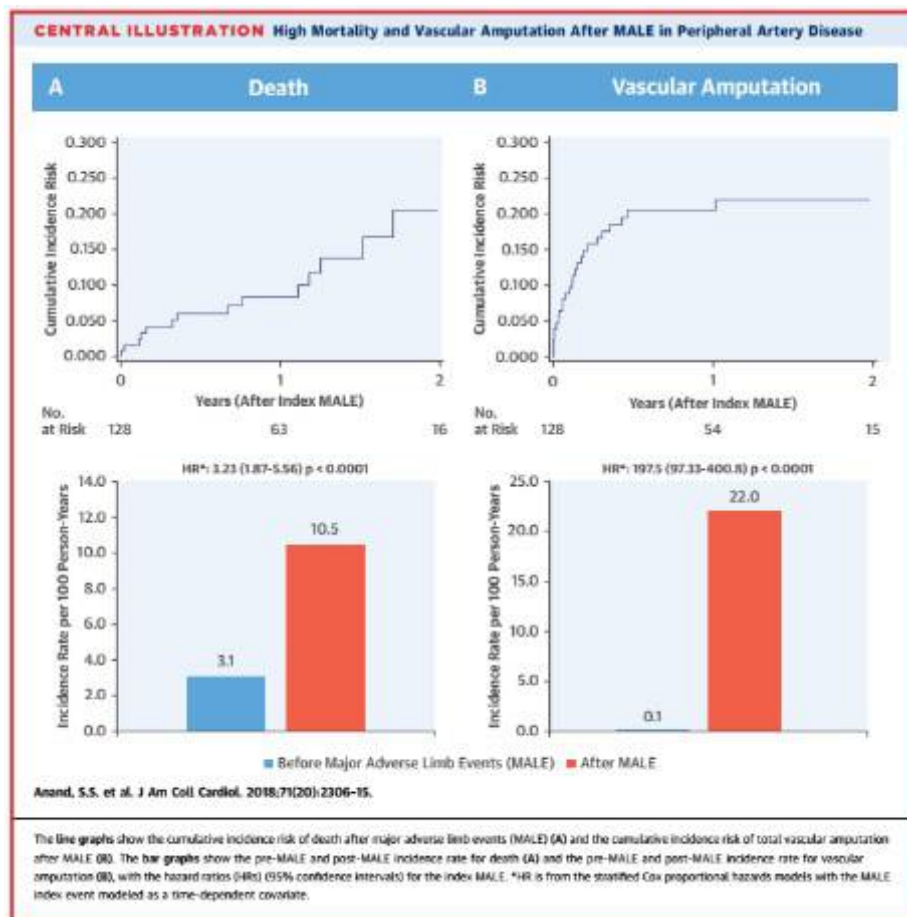 CENTRAL ILLUSTRATION High Mortality and Vascular Amputation After MALE in Peripheral Artery Disease
A Death
Cumulative Incidence Risk
0.300
0.250
0.200
0.150
0.100
0.050
0.000
0 1 2
Years (After Index MALE)
No.
at Risk 128 63 16
B Vascular Amputation
Cumulative Incidence Risk
0.300
0.250
0.200
0.150
0.100
0.050
0.000
0 1 2
Years (After Index MALE)
No.
at Risk 128 54 15
HR*: 3.23 (1.87-5.56) p < 0.0001
Incidence Rate per 100 Person-Years
14.0
12.0
10.0
8.0
6.0
4.0
2.0
0.0
3.1
10.5
HR*: 197.5 (97.33-400.8) p < 0.0001
Incidence Rate per 100 Person-Years
25.0
20.0
15.0
10.0
5.0
0.0
0.1
22.0
Before Major Adverse Limb Events (MALE) After MALE
Anand, S.S. et al. J Am Coll Cardiol. 2018;71(20):2306-15.
The line graphs show the cumulative incidence risk of death after major adverse limb events (MALE) (A) and the cumulative incidence risk of total vascular amputation
after MALE (B). The bar graphs show the pre-MALE and post-MALE incidence rate for death (A) and the pre-MALE and post-MALE incidence rate for vascular
amputation (B), with the hazard ratios (HRs) (95% confidence intervals) for the index MALE. *HR is from the stratified Cox proportional hazards models with the MALE
index event modeled as a time-dependent covariate.